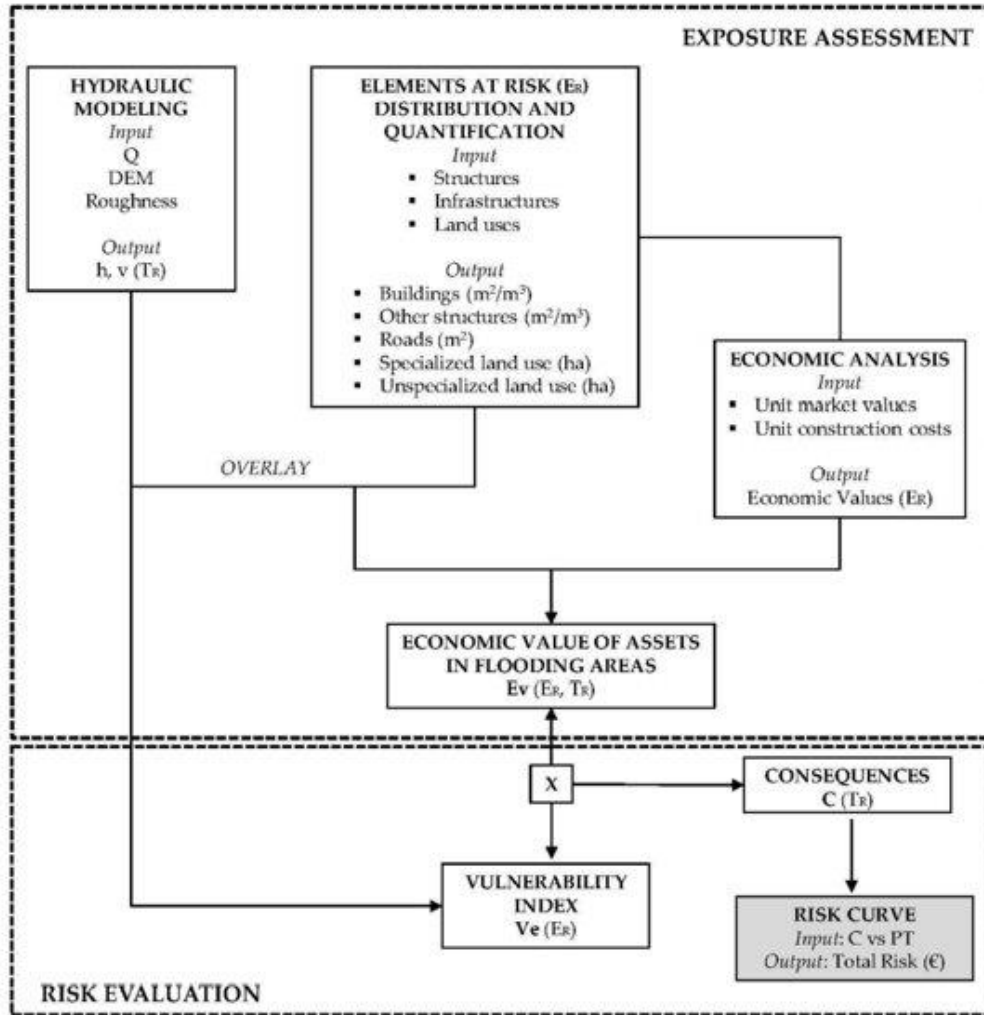 EXPOSURE ASSESSMENT
HYDRAULIC
MODELING
Input
Q
DEM
Roughness
Output
h, v (TR)
ELEMENTS AT RISK (ER)
DISTRIBUTION AND
QUANTIFICATION
Input
▪ Structures
▪ Infrastructures
▪ Land uses
Output
▪ Buildings (m²/m³)
▪ Other structures (m²/m³)
▪ Roads (m²)
▪ Specialized land use (ha)
▪ Unspecialized land use (ha)
ECONOMIC ANALYSIS
Input
▪ Unit market values
▪ Unit construction costs
Output
Economic Values (ER)
OVERLAY
ECONOMIC VALUE OF ASSETS
IN FLOODING AREAS
Ev (ER, TR)
X
CONSEQUENCES
C (TR)
VULNERABILITY
INDEX
Ve (ER)
RISK CURVE
Input: C vs PT
Output: Total Risk (€)
RISK EVALUATION